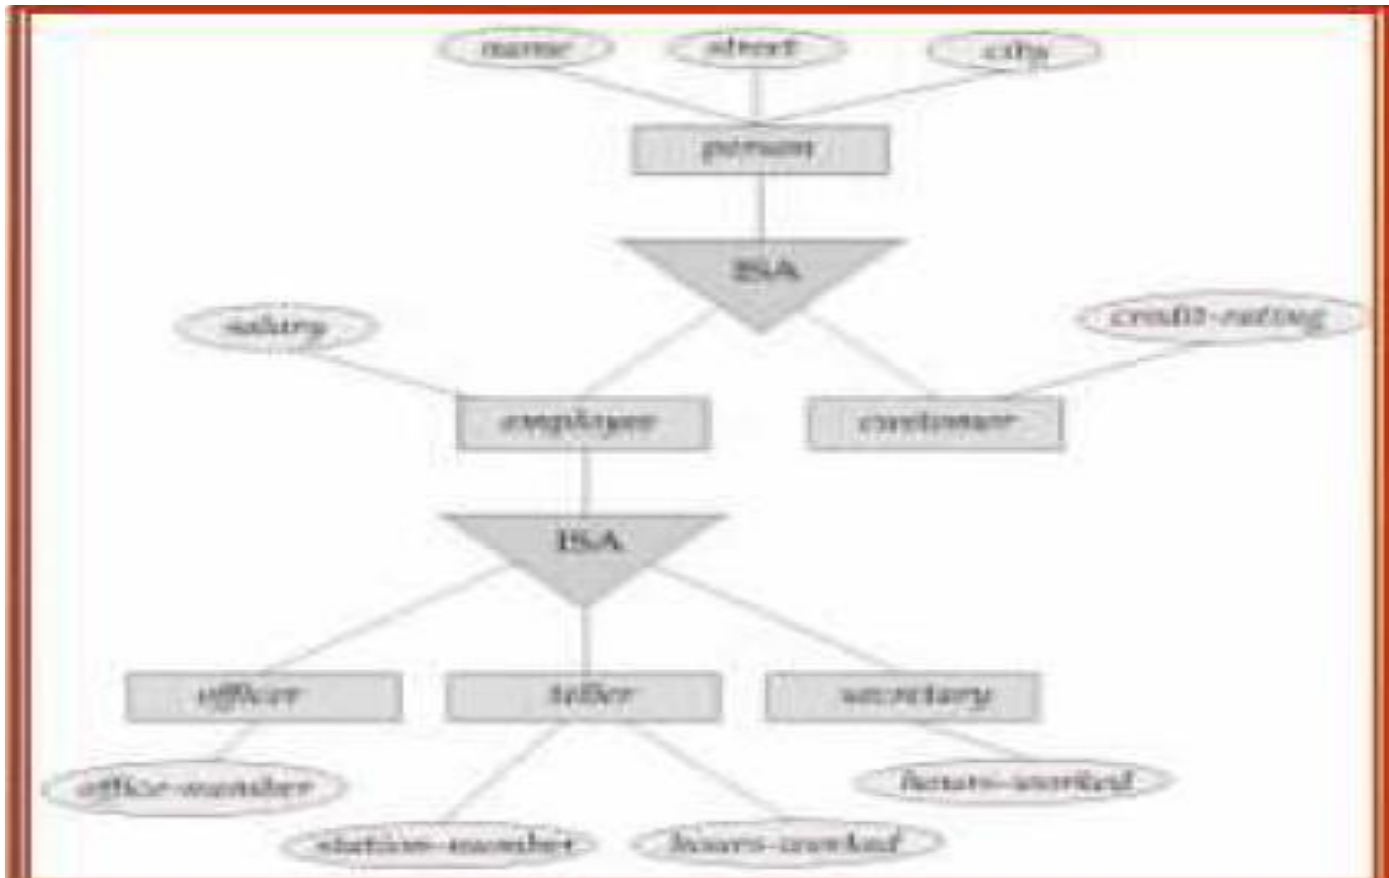 name street city
person
ISA
salary credit-rating
employee customer
ISA
officer teller secretary
office-number hours-worked
station-number hours-worked